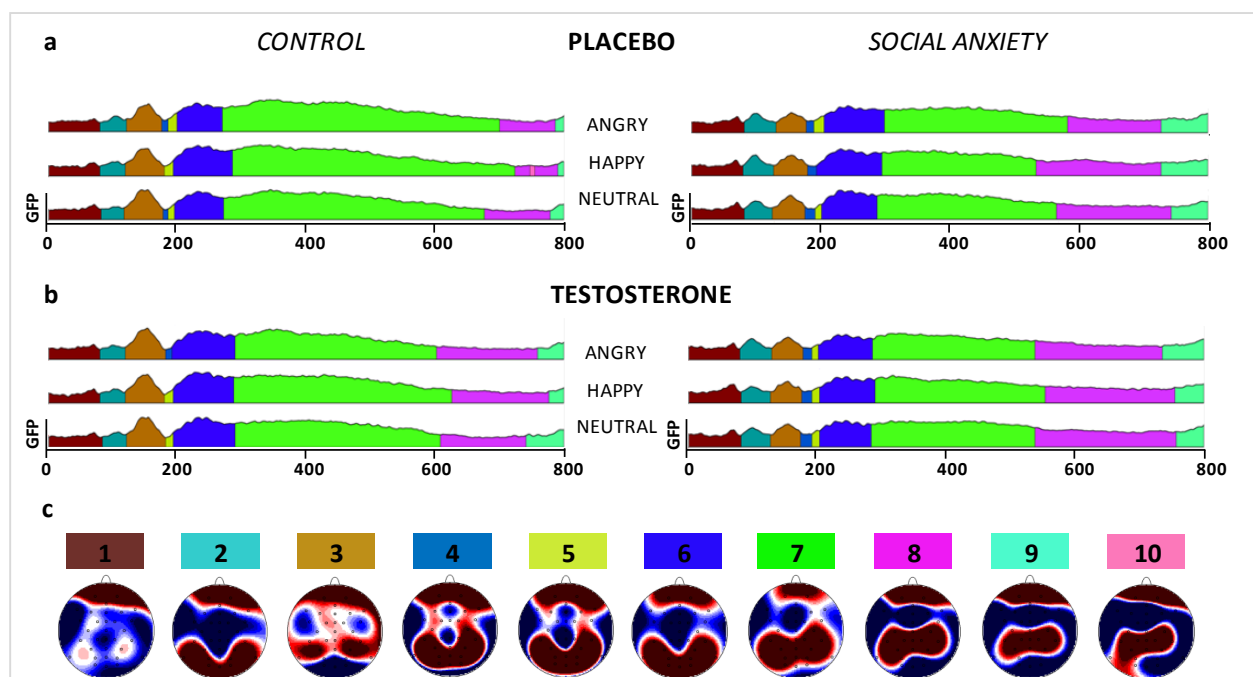 a CONTROL PLACEBO SOCIAL ANXIETY
ANGRY
HAPPY
NEUTRAL
GFP GFP
0 200 400 600 800 0 200 400 600 800
b TESTOSTERONE
ANGRY
HAPPY
NEUTRAL
GFP GFP
0 200 400 600 800 0 200 400 600 800
c
1 2 3 4 5 6 7 8 9 10